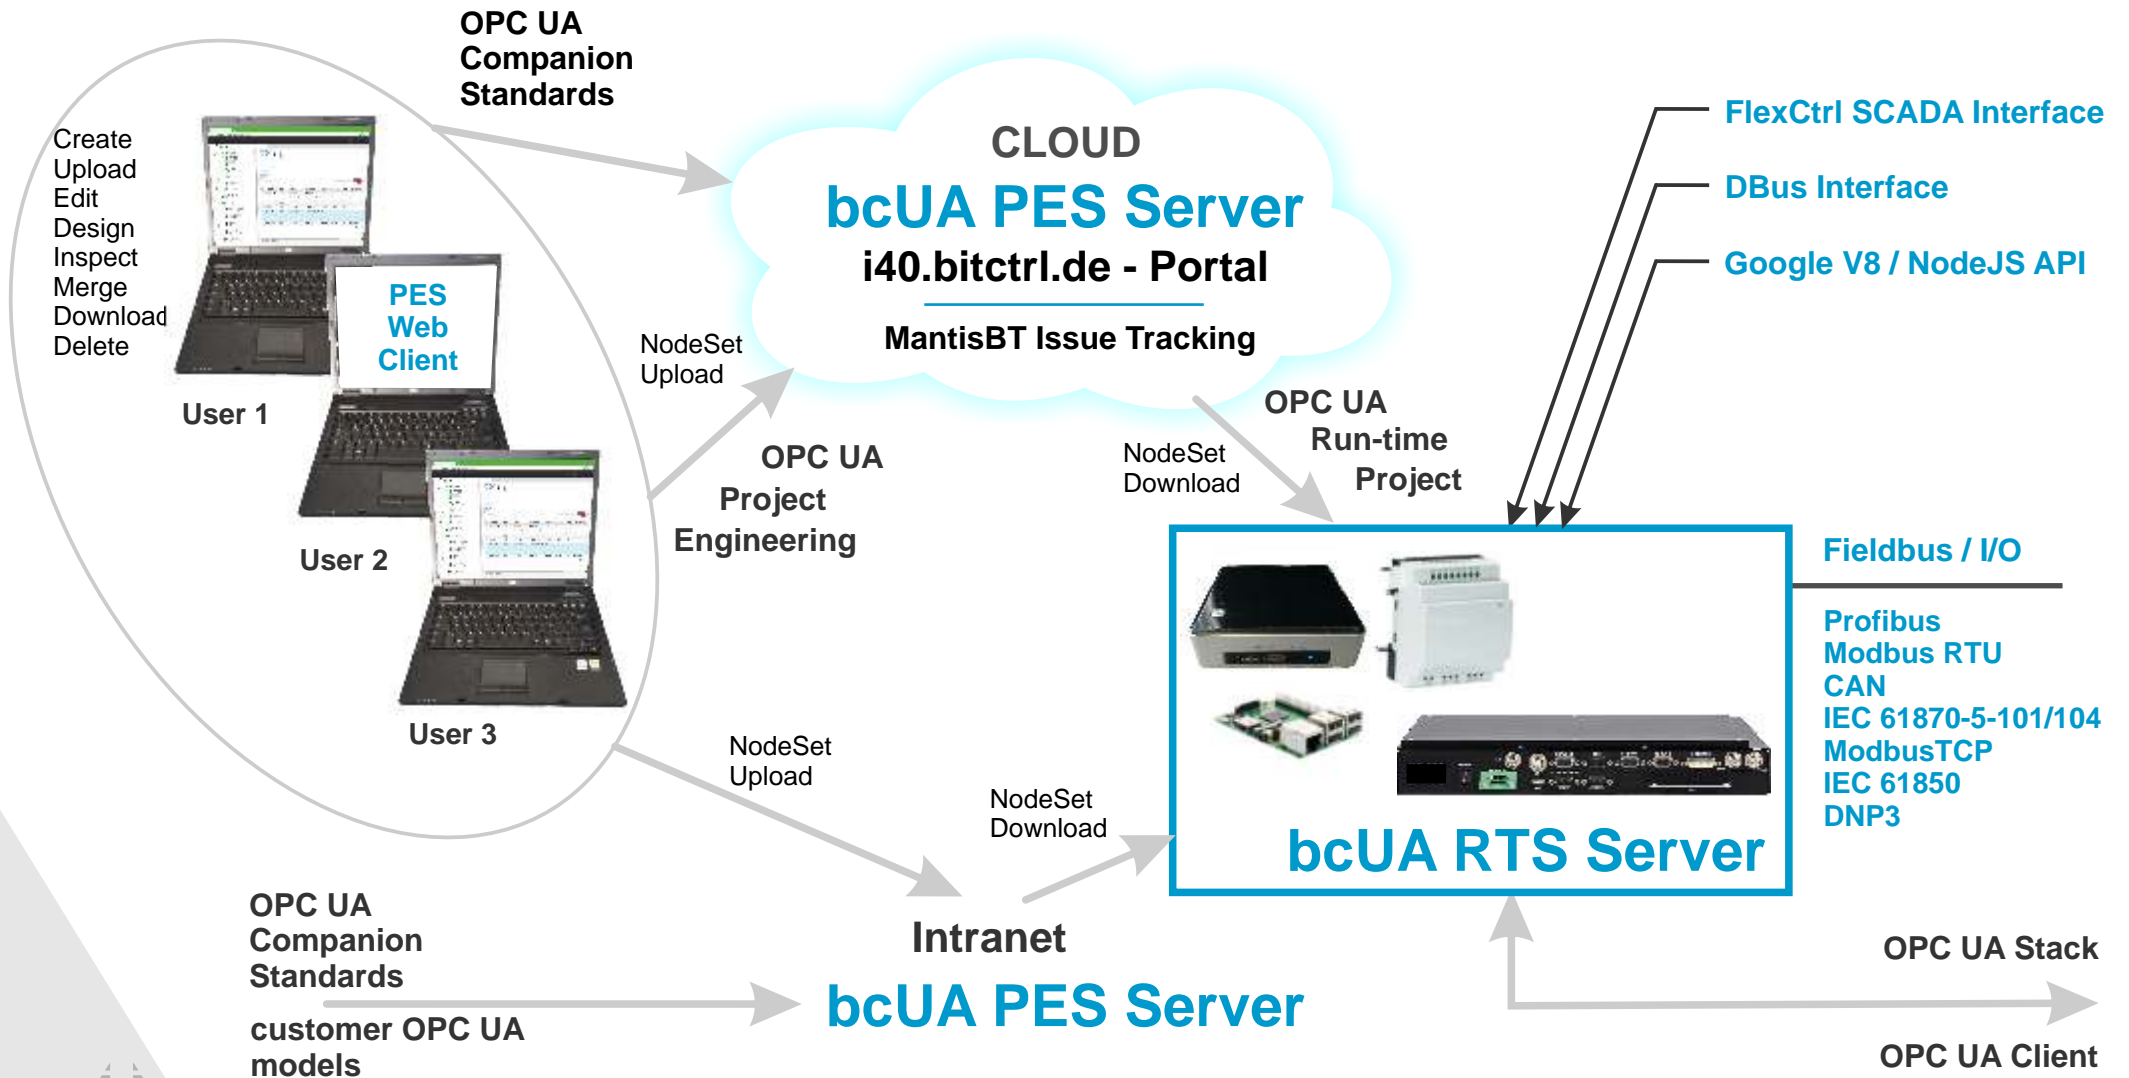 OPC UA
Companion
Standards
Create
Upload
Edit
Design
Inspect
Merge
Download
Delete
PES
Web
Client
User 1
User 2
User 3
CLOUD
bcUA PES Server
i40.bitctrl.de - Portal
MantisBT Issue Tracking
NodeSet
Upload
OPC UA
Project
Engineering
NodeSet
Download
OPC UA
Run-time
Project
FlexCtrl SCADA Interface
DBus Interface
Google V8 / NodeJS API
Fieldbus / I/O
Profibus
Modbus RTU
CAN
IEC 61870-5-101/104
ModbusTCP
IEC 61850
DNP3
bcUA RTS Server
NodeSet
Upload
NodeSet
Download
OPC UA
Companion
Standards
customer OPC UA
models
Intranet
bcUA PES Server
OPC UA Stack
OPC UA Client